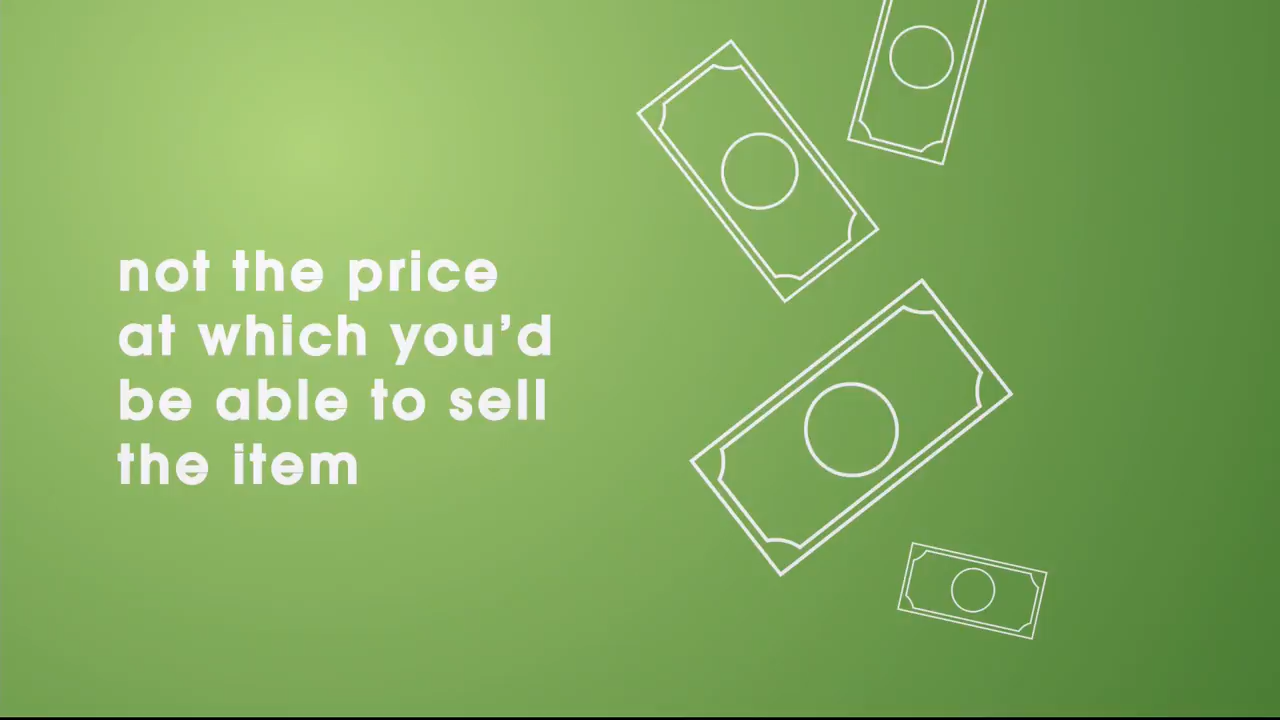 not the price
at which you’d
be able to sell
the item